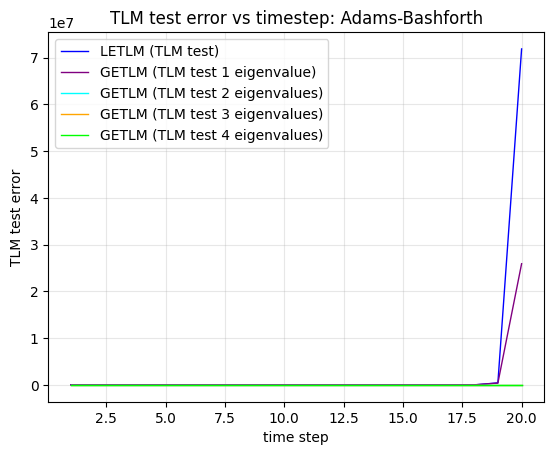 TLM test error vs timestep: Adams-Bashforth
1e7
LETLM (TLM test)
GETLM (TLM test 1 eigenvalue)
GETLM (TLM test 2 eigenvalues)
GETLM (TLM test 3 eigenvalues)
GETLM (TLM test 4 eigenvalues)
TLM test error
7
6
5
4
3
2
1
0
2.5 5.0 7.5 10.0 12.5 15.0 17.5 20.0
time step